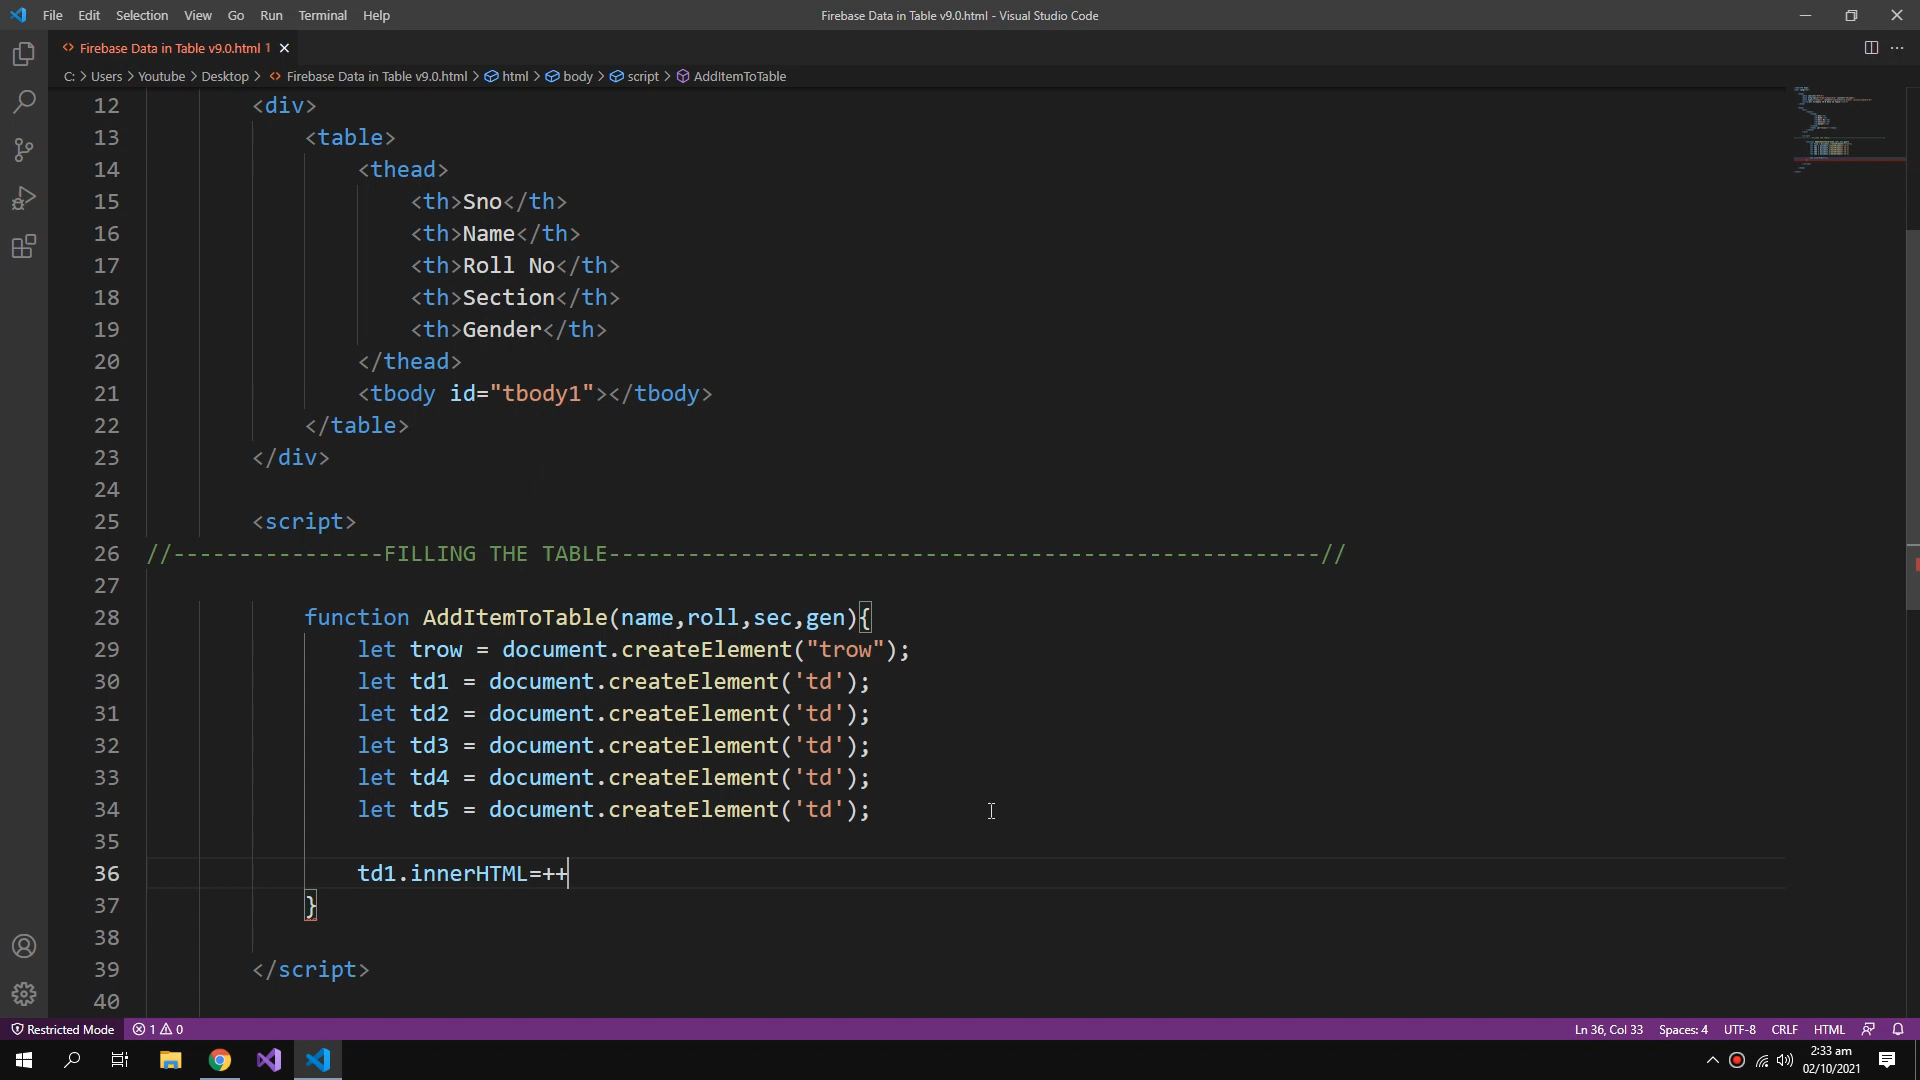 File Edit Selection View Go Run Terminal Help
Firebase Data in Table v9.0.html - Visual Studio Code
Firebase Data in Table v9.0.html 1
C: > Users > Youtube > Desktop > Firebase Data in Table v9.0.html > html > body > script > AddItemToTable
12 <div>
13 <table>
14 <thead>
15 <th>Sno</th>
16 <th>Name</th>
17 <th>Roll No</th>
18 <th>Section</th>
19 <th>Gender</th>
20 </thead>
21 <tbody id="tbody1"></tbody>
22 </table>
23 </div>
24
25 <script>
26 //----------------FILLING THE TABLE------------------------------------------------------//
27
28 function AddItemToTable(name,roll,sec,gen){
29 let trow = document.createElement("trow");
30 let td1 = document.createElement('td');
31 let td2 = document.createElement('td');
32 let td3 = document.createElement('td');
33 let td4 = document.createElement('td');
34 let td5 = document.createElement('td');
35
36 td1.innerHTML=++
37 }
38
39 </script>
40
Restricted Mode 1 0 Ln 36, Col 33 Spaces: 4 UTF-8 CRLF HTML
2:33 am
02/10/2021